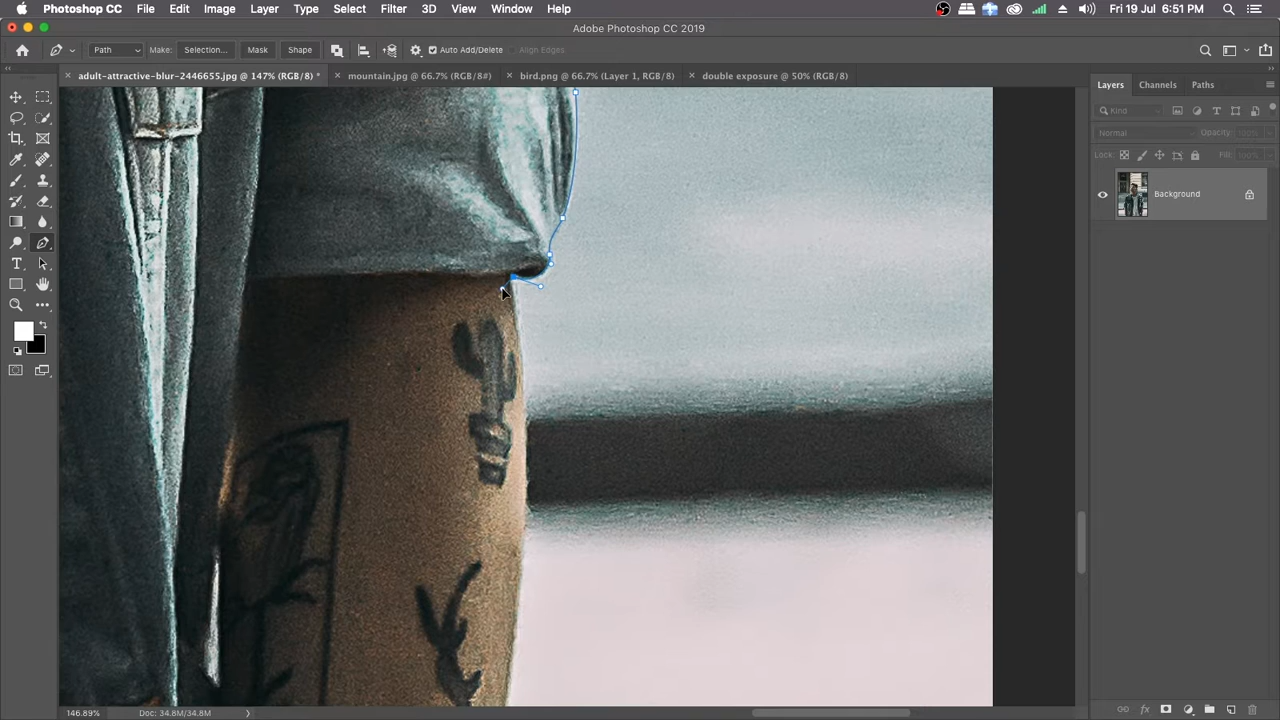 Photoshop CC File Edit Image Layer Type Select Filter 3D View Window Help Fri 19 Jul 6:51 PM
Adobe Photoshop CC 2019
Path Make: Selection... Mask Shape Auto Add/Delete Align Edges
adult-attractive-blur-2446655.jpg @ 147% (RGB/8) * mountain.jpg @ 66.7% (RGB/8#) bird.png @ 66.7% (Layer 1, RGB/8) double exposure @ 50% (RGB/8)
Layers Channels Paths
Kind
Normal Opacity: 100%
Lock: Fill: 100%
Background
146.89% Doc: 34.8M/34.8M